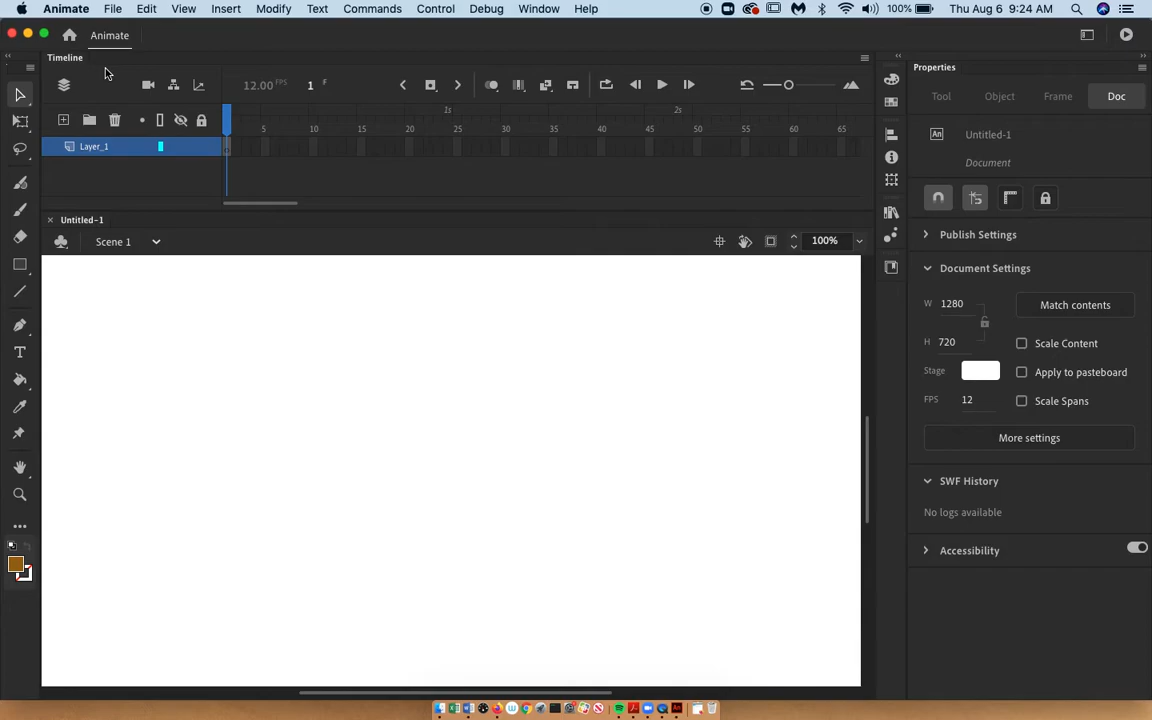 Animate File Edit View Insert Modify Text Commands Control Debug Window Help 100% Thu Aug 6 9:24 AM
Animate
Timeline
12.00 FPS 1 F
1s 2s
5 10 15 20 25 30 35 40 45 50 55 60 65
Layer_1
Untitled-1
Scene 1 100%
Properties
Tool Object Frame Doc
An Untitled-1
Document
Publish Settings
Document Settings
W 1280 Match contents
H 720 Scale Content
Stage Apply to pasteboard
FPS 12 Scale Spans
More settings
SWF History
No logs available
Accessibility